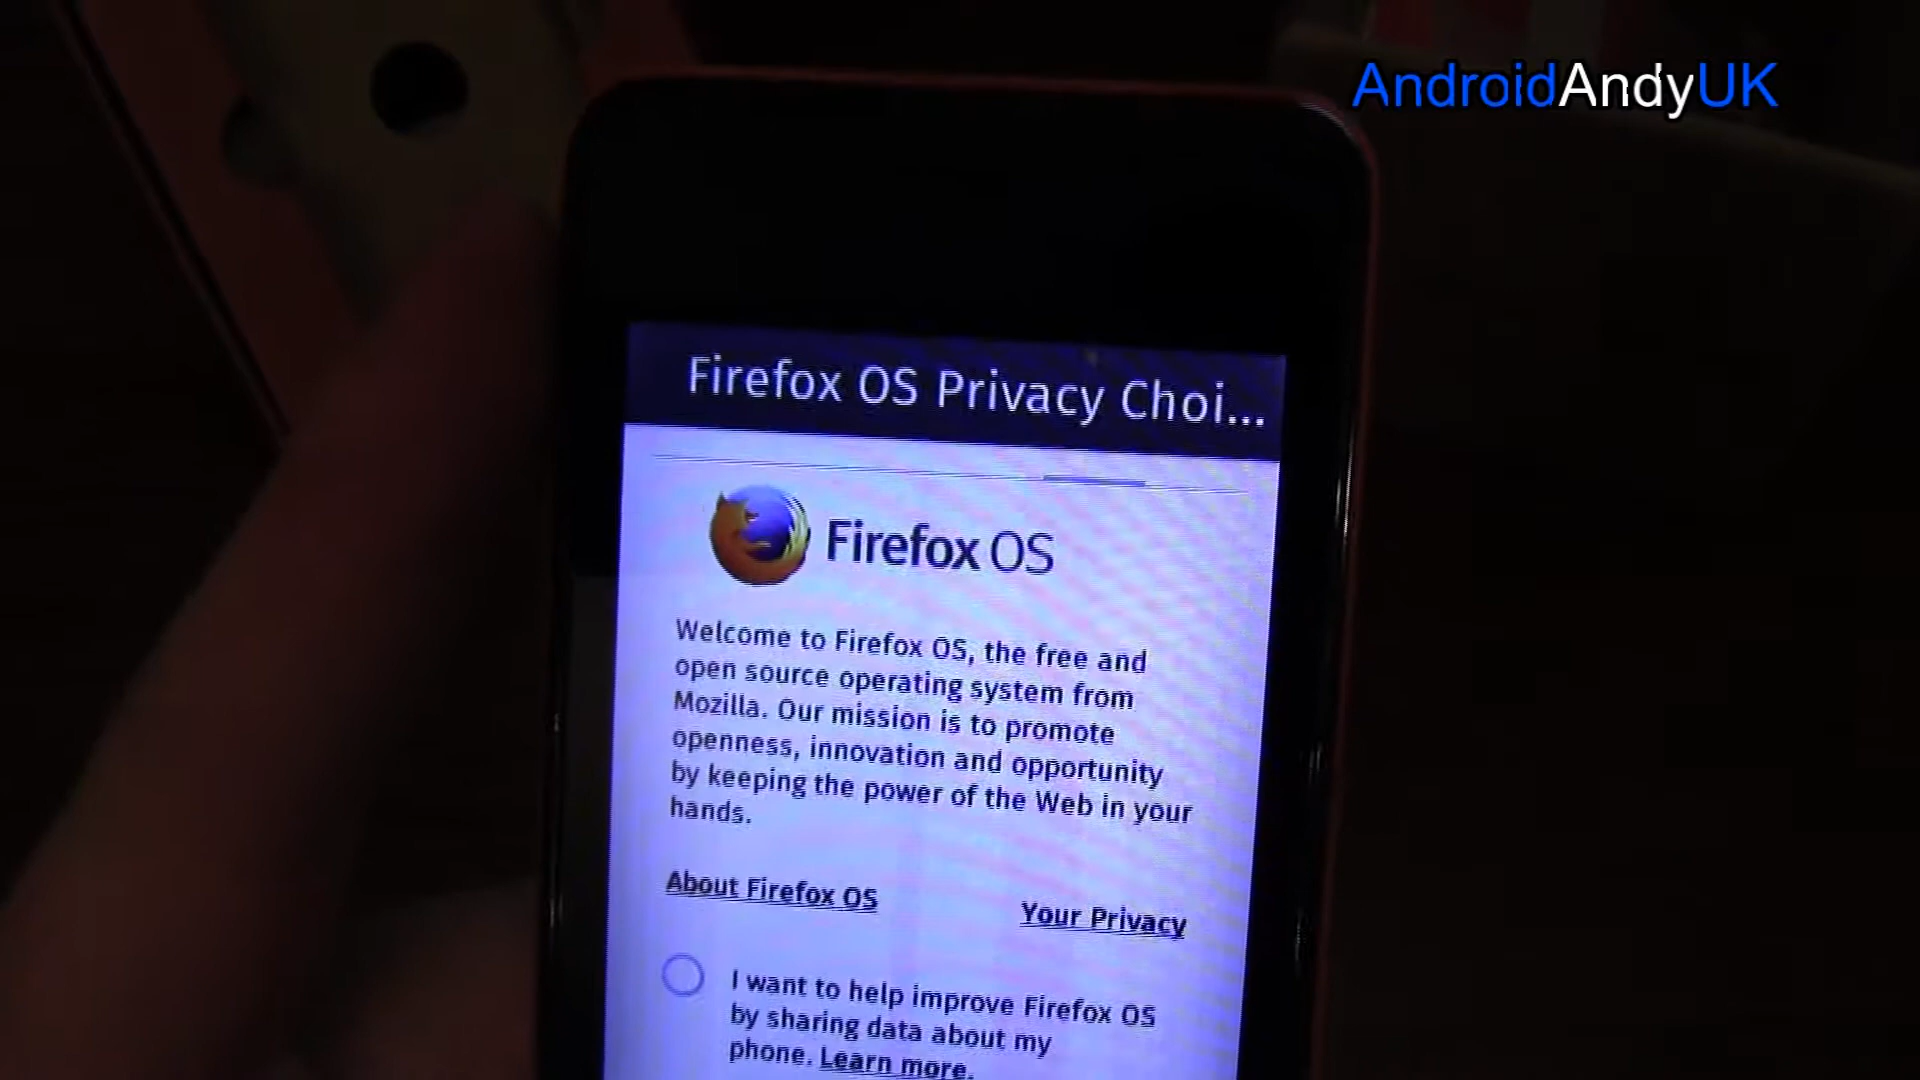 AndroidAndyUK
Firefox OS Privacy Choi...
Firefox OS
Welcome to Firefox OS, the free and
open source operating system from
Mozilla. Our mission is to promote
openness, innovation and opportunity
by keeping the power of the Web in your
hands.
About Firefox OS
Your Privacy
I want to help improve Firefox OS
by sharing data about my
phone. Learn more.